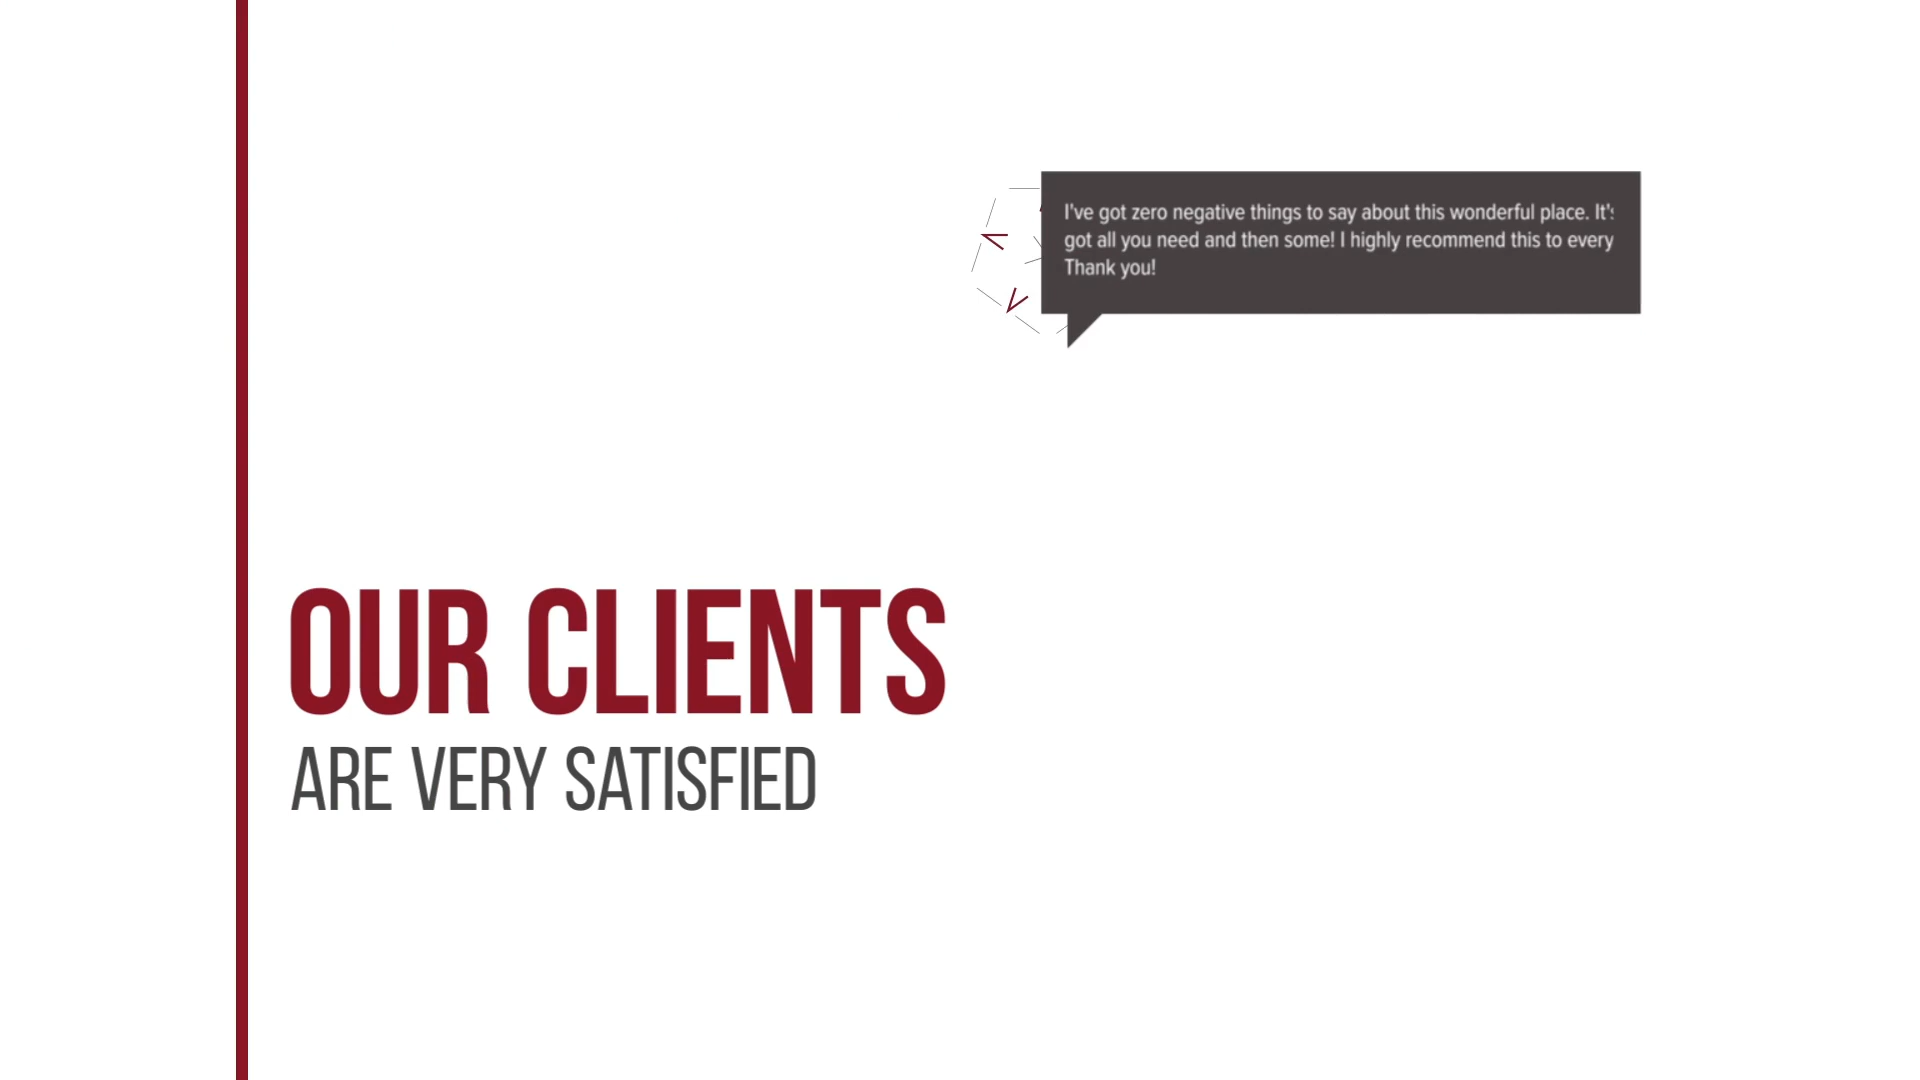 I've got zero negative things to say about this wonderful place. It's
got all you need and then some! I highly recommend this to every
Thank you!
OUR CLIENTS
ARE VERY SATISFIED